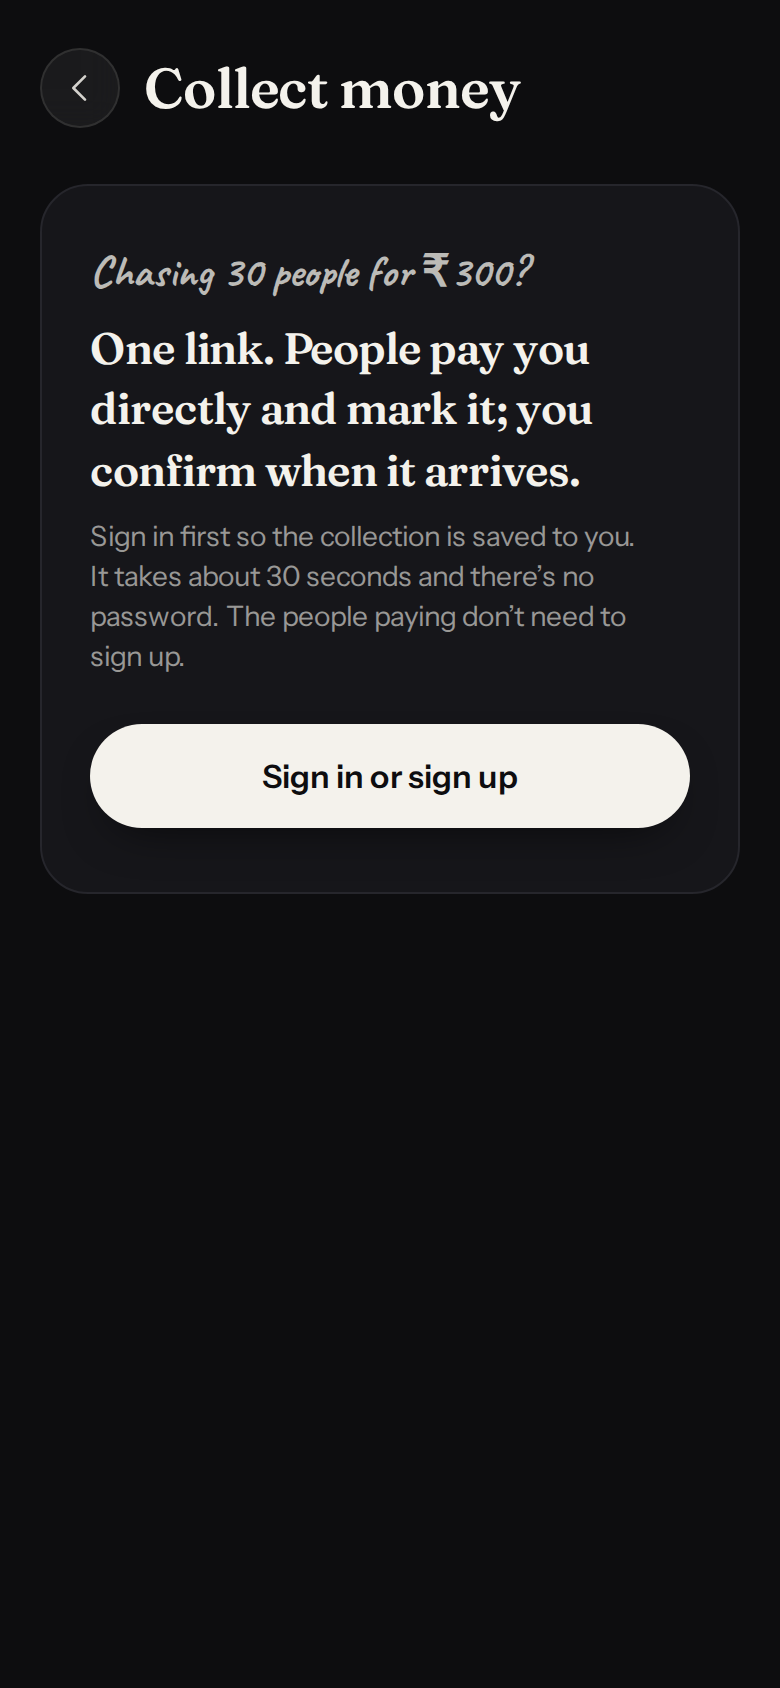 Collect money
Chasing 30 people for ₹300?
One link. People pay you
directly and mark it; you
confirm when it arrives.
Sign in first so the collection is saved to you.
It takes about 30 seconds and there’s no
password. The people paying don’t need to
sign up.
Sign in or sign up